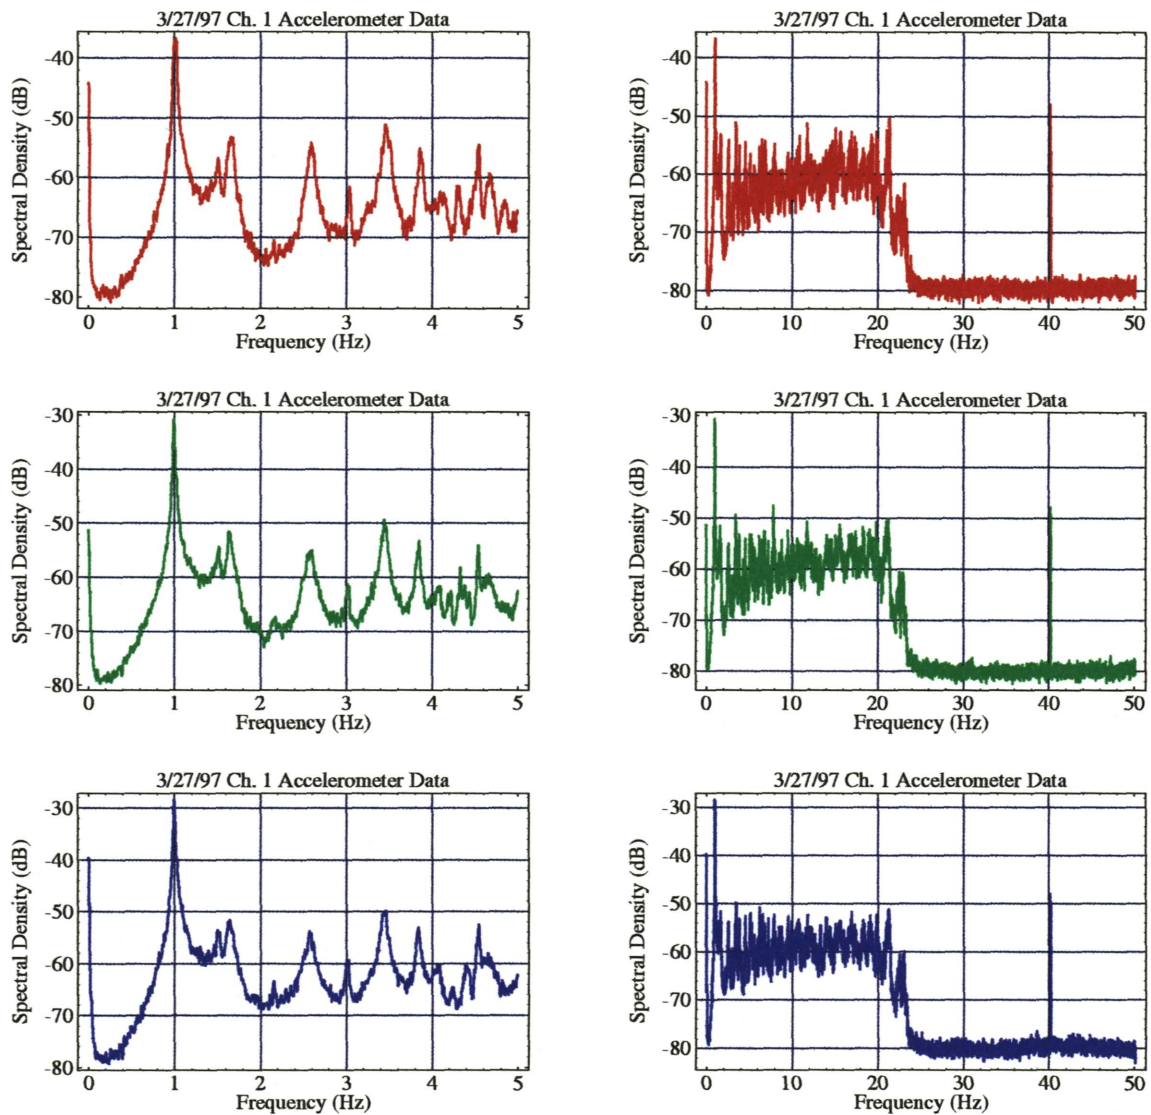 3/27/97 Ch. 1 Accelerometer Data
Spectral Density (dB)
-40
-50
-60
-70
-80
0 1 2 3 4 5
Frequency (Hz)
3/27/97 Ch. 1 Accelerometer Data
Spectral Density (dB)
-40
-50
-60
-70
-80
0 10 20 30 40 50
Frequency (Hz)
3/27/97 Ch. 1 Accelerometer Data
Spectral Density (dB)
-30
-40
-50
-60
-70
-80
0 1 2 3 4 5
Frequency (Hz)
3/27/97 Ch. 1 Accelerometer Data
Spectral Density (dB)
-30
-40
-50
-60
-70
-80
0 10 20 30 40 50
Frequency (Hz)
3/27/97 Ch. 1 Accelerometer Data
Spectral Density (dB)
-30
-40
-50
-60
-70
-80
0 1 2 3 4 5
Frequency (Hz)
3/27/97 Ch. 1 Accelerometer Data
Spectral Density (dB)
-30
-40
-50
-60
-70
-80
0 10 20 30 40 50
Frequency (Hz)